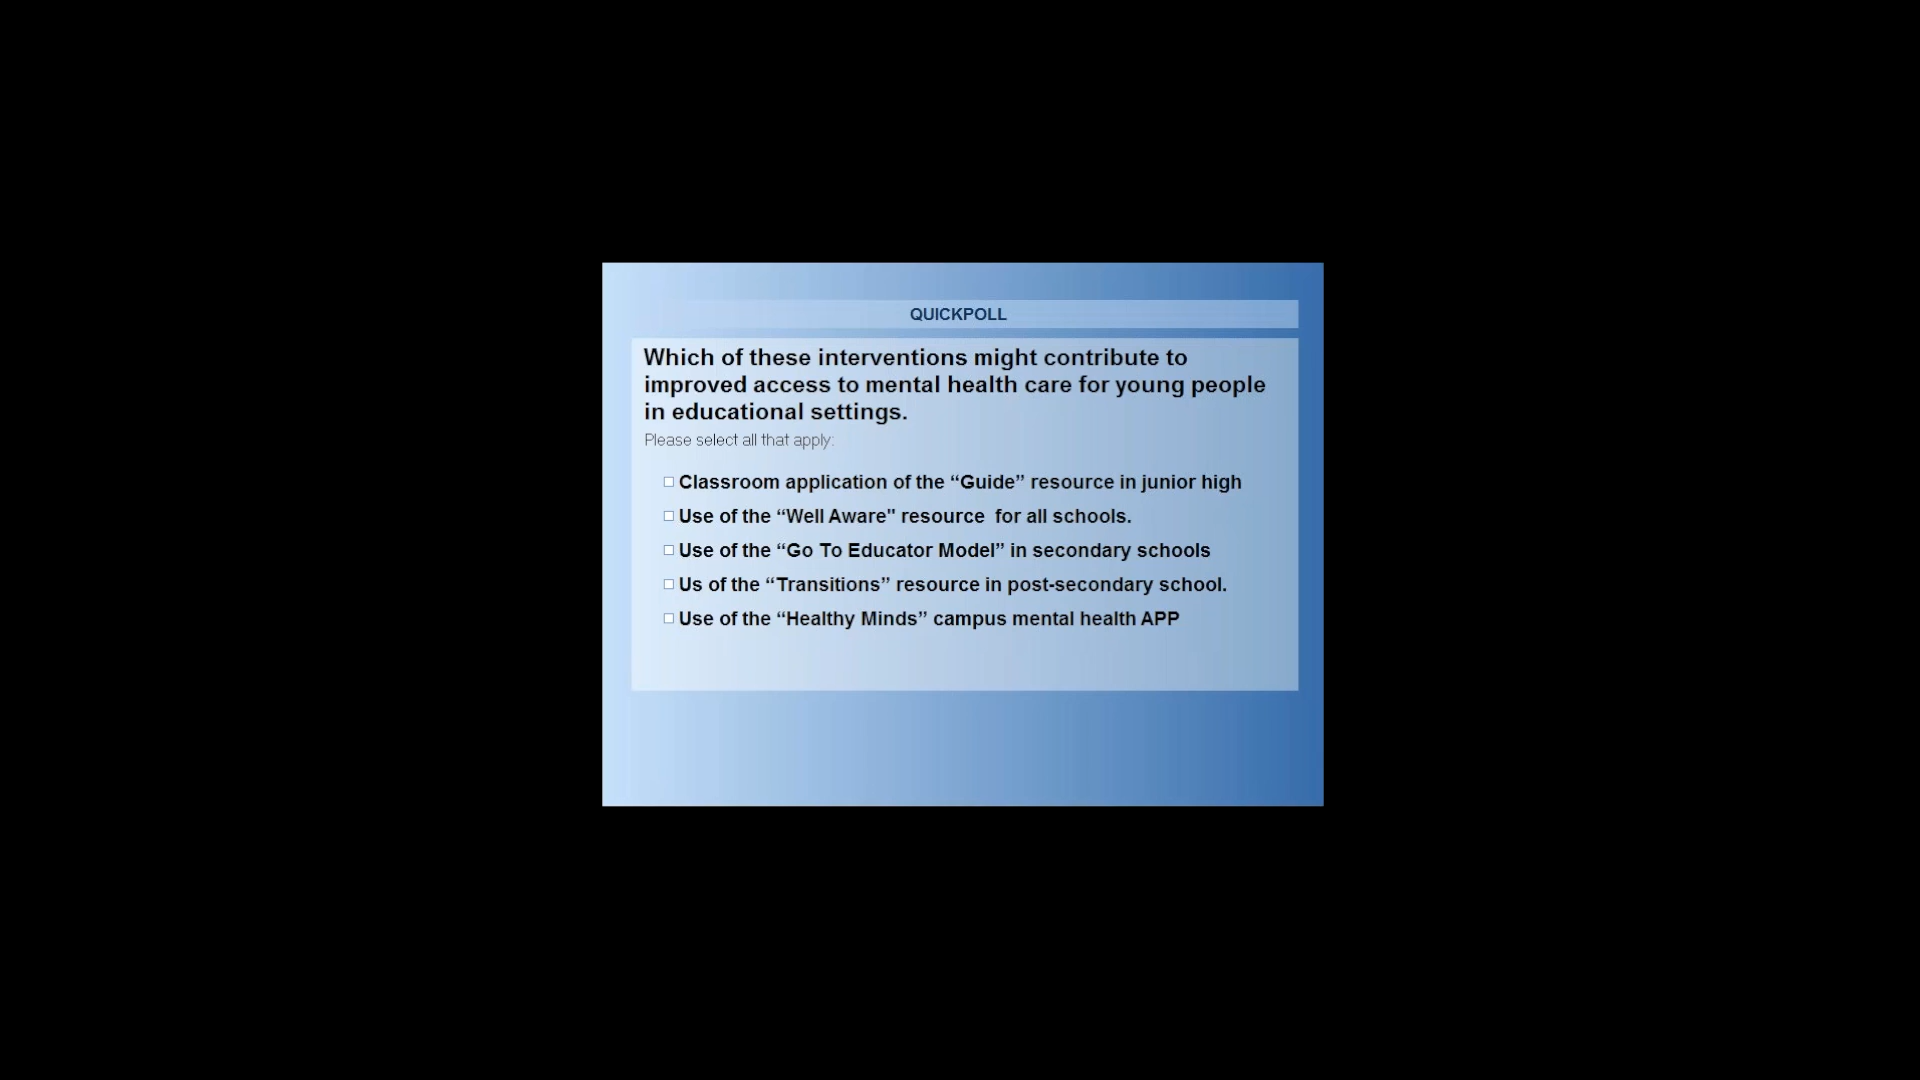 QUICKPOLL
Which of these interventions might contribute to
improved access to mental health care for young people
in educational settings.
Please select all that apply:
Classroom application of the “Guide” resource in junior high
Use of the “Well Aware" resource  for all schools.
Use of the “Go To Educator Model” in secondary schools
Us of the “Transitions” resource in post-secondary school.
Use of the “Healthy Minds” campus mental health APP